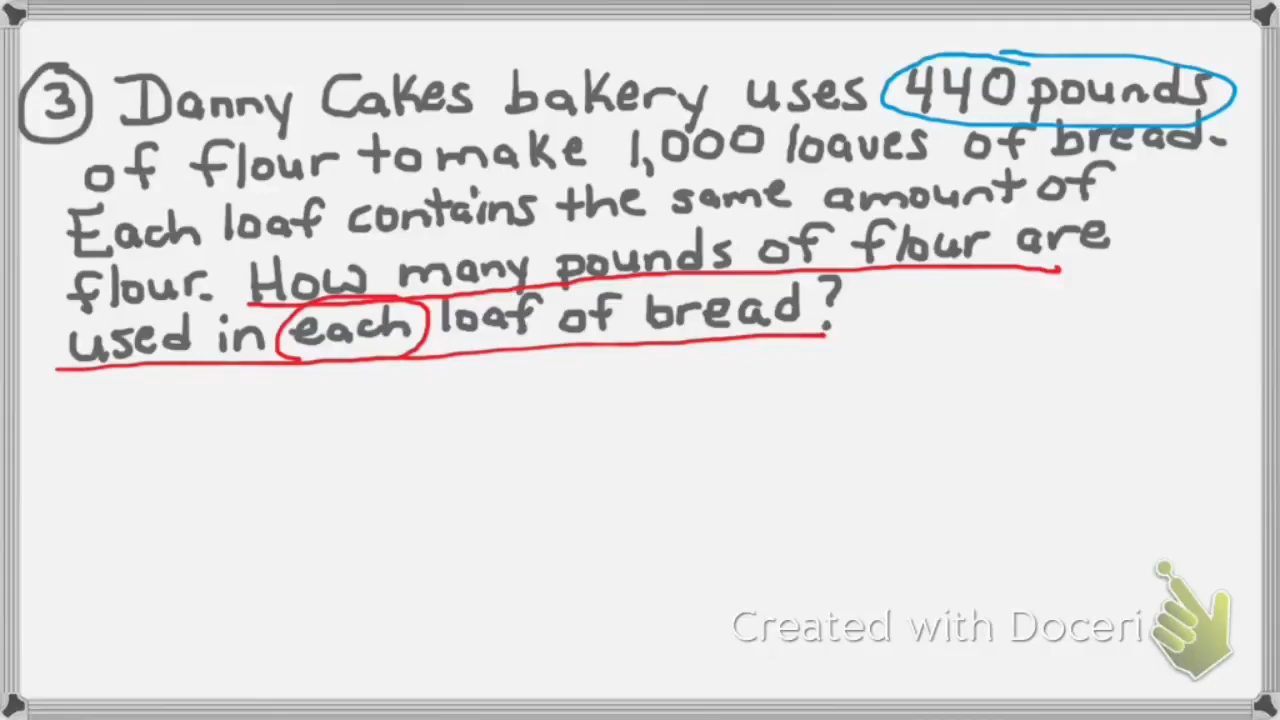 3 Danny Cakes bakery uses 440 pounds
of flour to make 1,000 loaves of bread.
Each loaf contains the same amount of
flour. How many pounds of flour are
used in each loaf of bread?
Created with Doceri